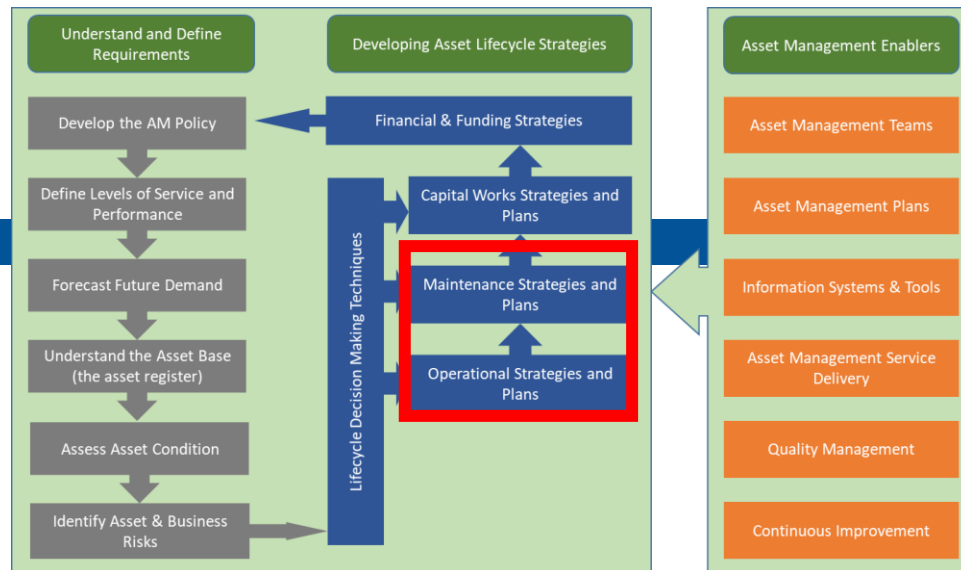 Understand and Define
Requirements
Developing Asset Lifecycle Strategies
Asset Management Enablers
Develop the AM Policy
Define Levels of Service and
Performance
Forecast Future Demand
Understand the Asset Base
(the asset register)
Assess Asset Condition
Identify Asset & Business
Risks
Lifecycle Decision Making Techniques
Financial & Funding Strategies
Capital Works Strategies and
Plans
Maintenance Strategies and
Plans
Operational Strategies and
Plans
Asset Management Teams
Asset Management Plans
Information Systems & Tools
Asset Management Service
Delivery
Quality Management
Continuous Improvement